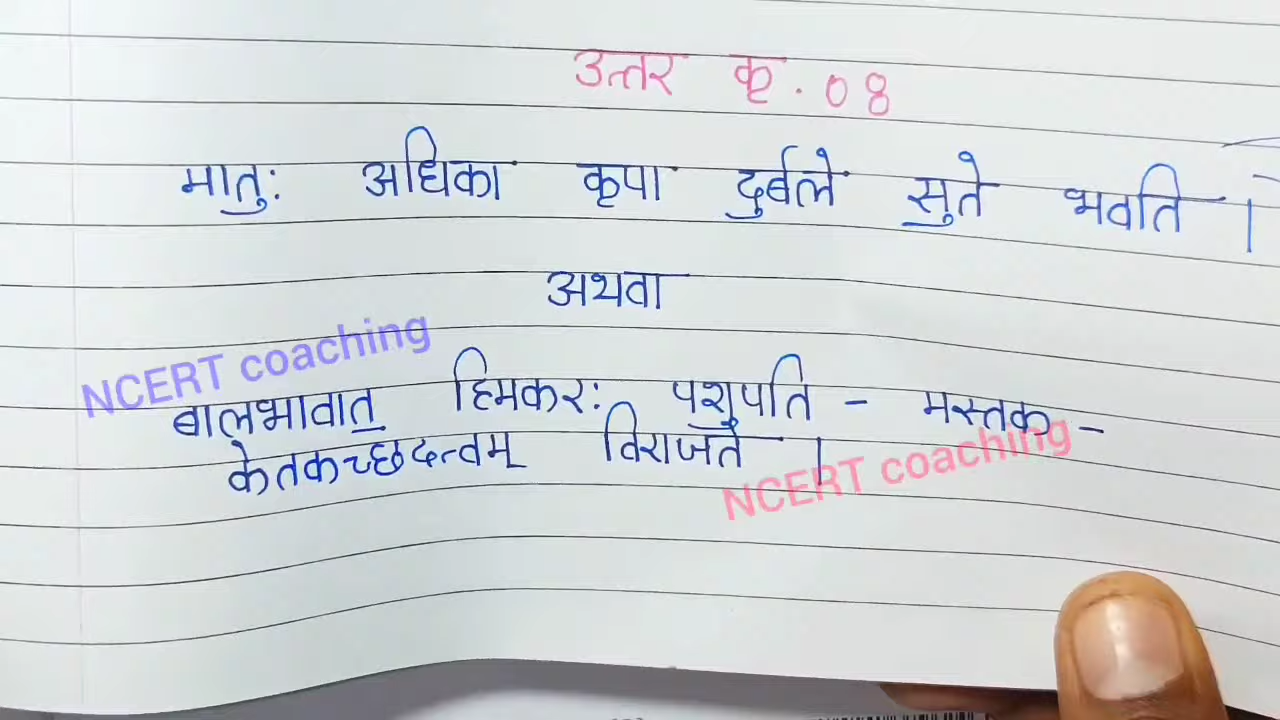 उत्तर कृ. 08
मातुः अधिका कृपा दुर्बले सुते भवति ।
अथवा
NCERT coaching
बालभावात् हिमकरः पशुपति - मस्तक -
केतकच्छदत्वम् विराजते ।
NCERT coaching